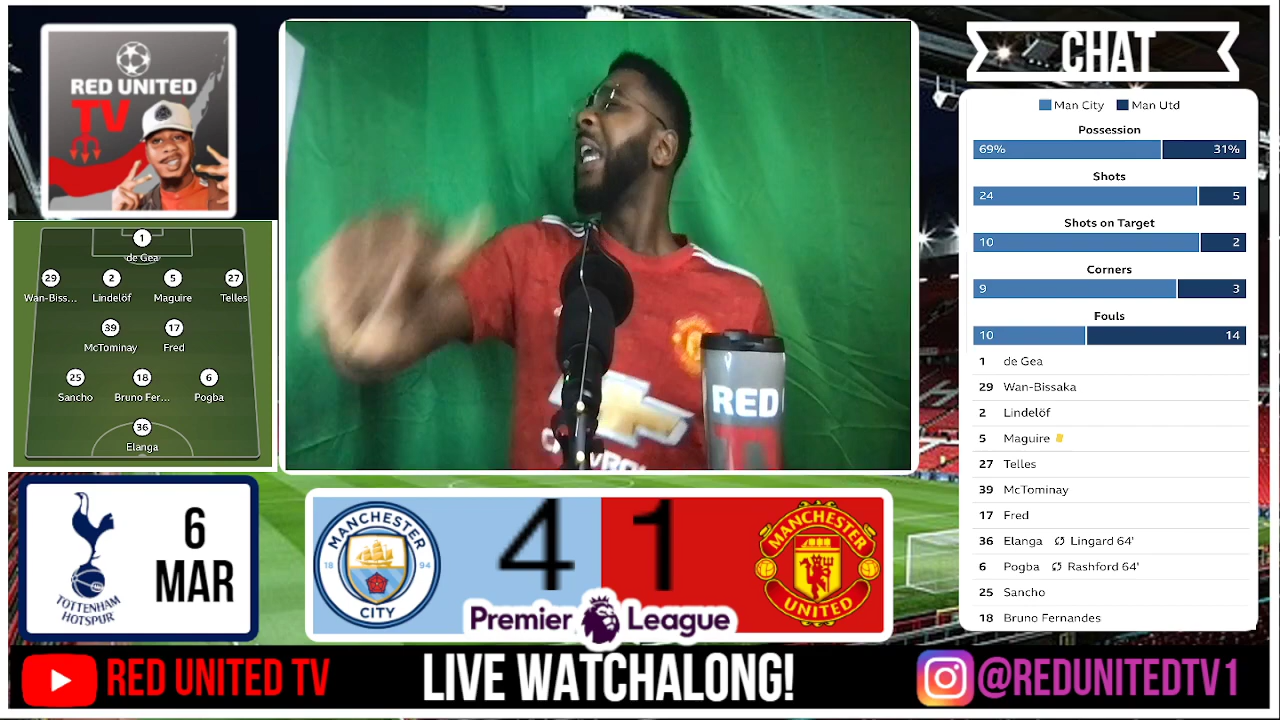 RED UNITED
TV
1
de Gea
29
2
5
27
Wan-Biss...
Lindelöf
Maguire
Telles
39
17
McTominay
Fred
25
18
6
Sancho
Bruno Fer...
Pogba
36
Elanga
TOTTENHAM
HOTSPUR
6
MAR
RED
MANCHESTER
18 94
CITY
4 1
MANCHESTER
UNITED
Premier League
CHAT
Man City Man Utd
Possession
69% 31%
Shots
24 5
Shots on Target
10 2
Corners
9 3
Fouls
10 14
1 de Gea
29 Wan-Bissaka
2 Lindelöf
5 Maguire
27 Telles
39 McTominay
17 Fred
36 Elanga Lingard 64'
6 Pogba Rashford 64'
25 Sancho
18 Bruno Fernandes
RED UNITED TV
LIVE WATCHALONG!
@REDUNITEDTV1